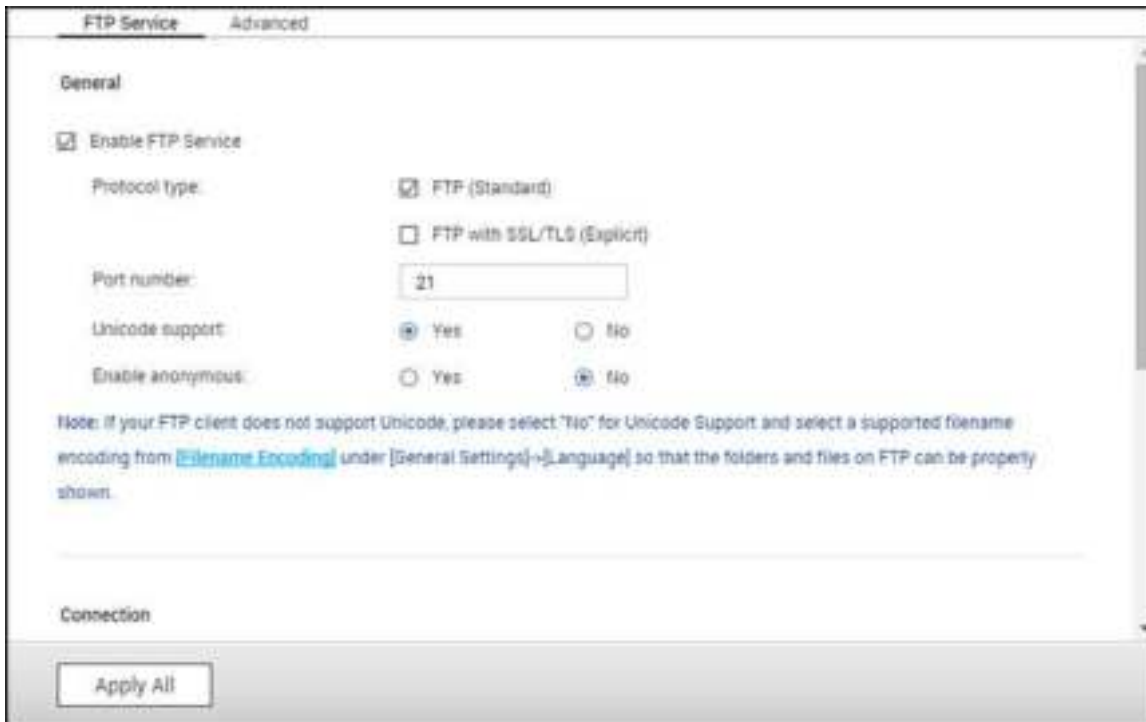 FTP Service Advanced
General
Enable FTP Service
Protocol type: FTP (Standard)
FTP with SSL/TLS (Explicit)
Port number: 21
Unicode support: Yes No
Enable anonymous: Yes No
Note: If your FTP client does not support Unicode, please select "No" for Unicode Support and select a supported filename
encoding from [Filename Encoding] under [General Settings]->[Language] so that the folders and files on FTP can be properly
shown.
Connection
Apply All